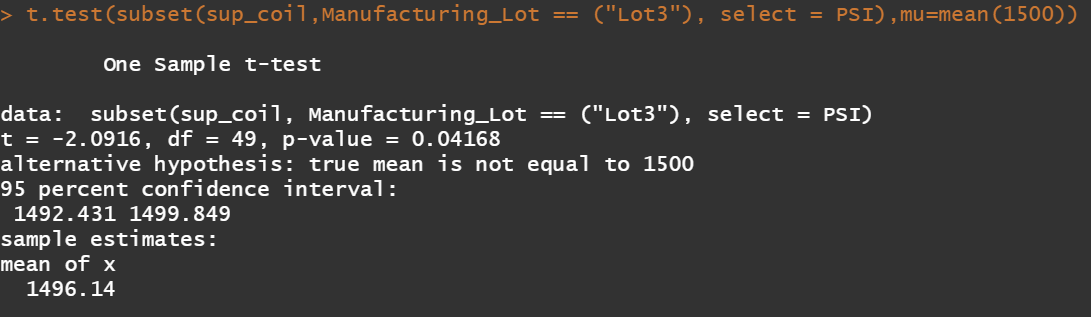 > t.test(subset(sup_coil,Manufacturing_Lot == ("Lot3"), select = PSI),mu=mean(1500))
One Sample t-test
data:  subset(sup_coil, Manufacturing_Lot == ("Lot3"), select = PSI)
t = -2.0916, df = 49, p-value = 0.04168
alternative hypothesis: true mean is not equal to 1500
95 percent confidence interval:
 1492.431 1499.849
sample estimates:
mean of x
  1496.14